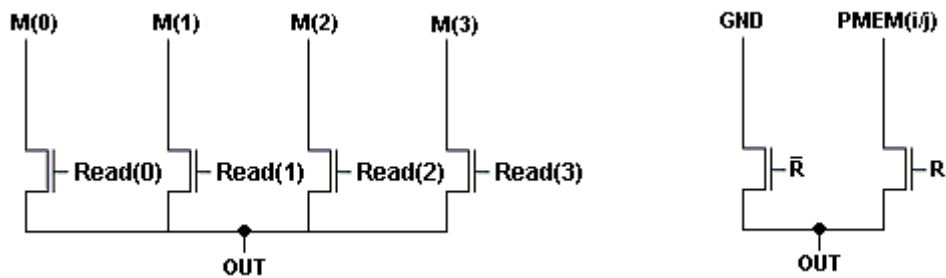 M(0) M(1) M(2) M(3) GND PMEM(i/j)
Read(0) Read(1) Read(2) Read(3) R̅ R
OUT OUT